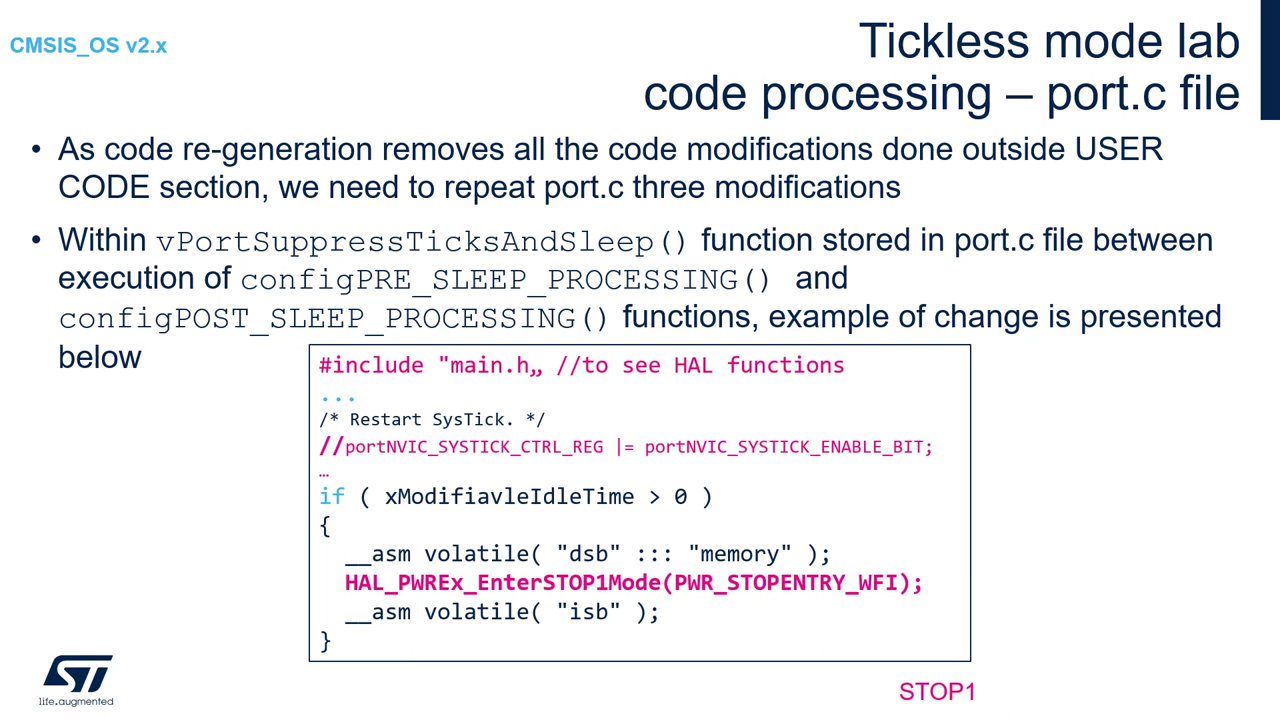 CMSIS_OS v2.x
Tickless mode lab
code processing – port.c file
• As code re-generation removes all the code modifications done outside USER
CODE section, we need to repeat port.c three modifications
• Within vPortSuppressTicksAndSleep() function stored in port.c file between
execution of configPRE_SLEEP_PROCESSING() and
configPOST_SLEEP_PROCESSING() functions, example of change is presented
below
#include "main.h„ //to see HAL functions
...
/* Restart SysTick. */
//portNVIC_SYSTICK_CTRL_REG |= portNVIC_SYSTICK_ENABLE_BIT;
…
if ( xModifiavleIdleTime > 0 )
{
__asm volatile( "dsb" ::: "memory" );
HAL_PWREx_EnterSTOP1Mode(PWR_STOPENTRY_WFI);
__asm volatile( "isb" );
}
ST
life.augmented
STOP1